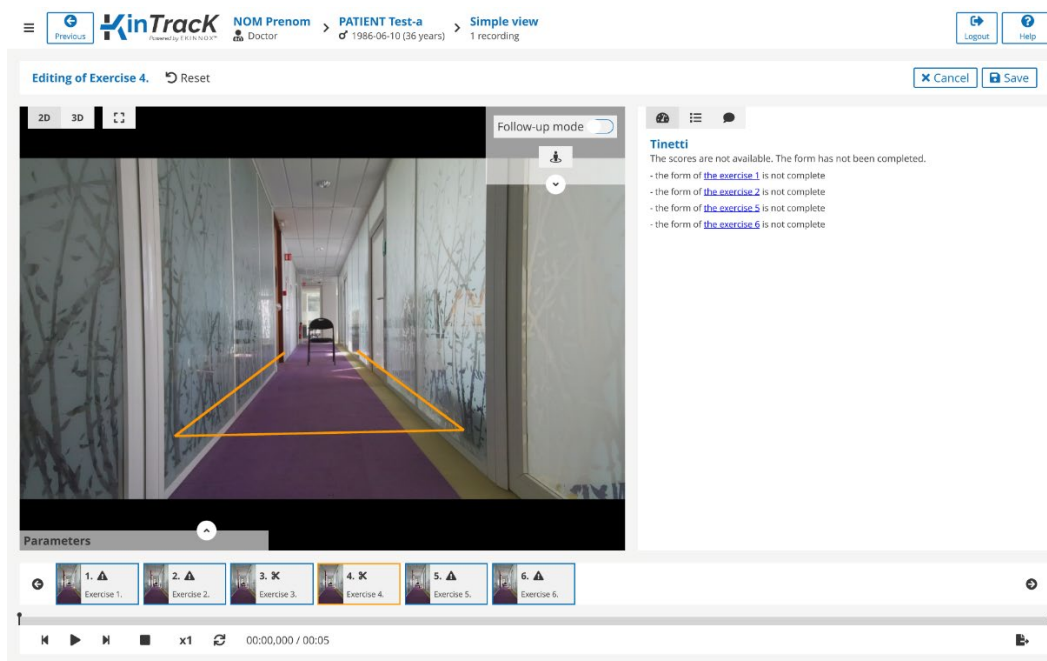 Previous
KinTracK
Powered by EKINNOX
NOM Prenom
Doctor
PATIENT Test-a
1986-06-10 (36 years)
Simple view
1 recording
Logout
Help
Editing of Exercise 4.
Reset
Cancel
Save
2D 3D
Follow-up mode
Tinetti
The scores are not available. The form has not been completed.
- the form of the exercise 1 is not complete
- the form of the exercise 2 is not complete
- the form of the exercise 5 is not complete
- the form of the exercise 6 is not complete
Parameters
1.
Exercise 1.
2.
Exercise 2.
3.
Exercise 3.
4.
Exercise 4.
5.
Exercise 5.
6.
Exercise 6.
x1
00:00,000 / 00:05